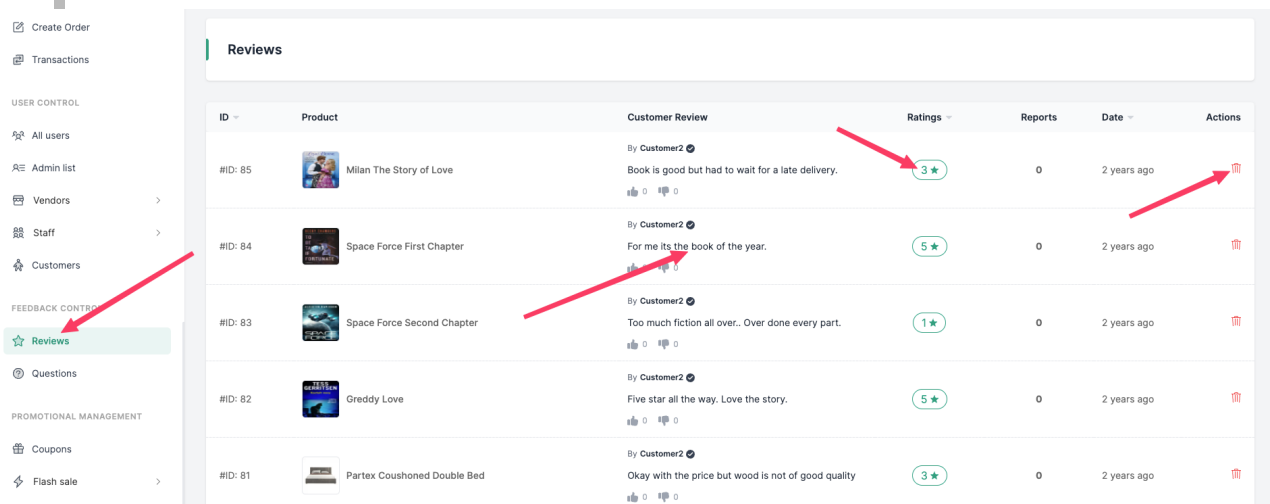 Create Order
Transactions
USER CONTROL
All users
Admin list
Vendors
Staff
Customers
FEEDBACK CONTROL
Reviews
Questions
PROMOTIONAL MANAGEMENT
Coupons
Flash sale
Reviews
ID Product Customer Review Ratings Reports Date Actions
By Customer2
#ID: 85 Milan The Story of Love Book is good but had to wait for a late delivery. 3 0 2 years ago
0 0
By Customer2
#ID: 84 Space Force First Chapter For me its the book of the year. 5 0 2 years ago
0
By Customer2
#ID: 83 Space Force Second Chapter Too much fiction all over.. Over done every part. 1 0 2 years ago
0 0
TESS
GERRITSEN
By Customer2
#ID: 82 Greddy Love Five star all the way. Love the story. 5 0 2 years ago
0 0
By Customer2
#ID: 81 Partex Coushoned Double Bed Okay with the price but wood is not of good quality 3 0 2 years ago
0 0